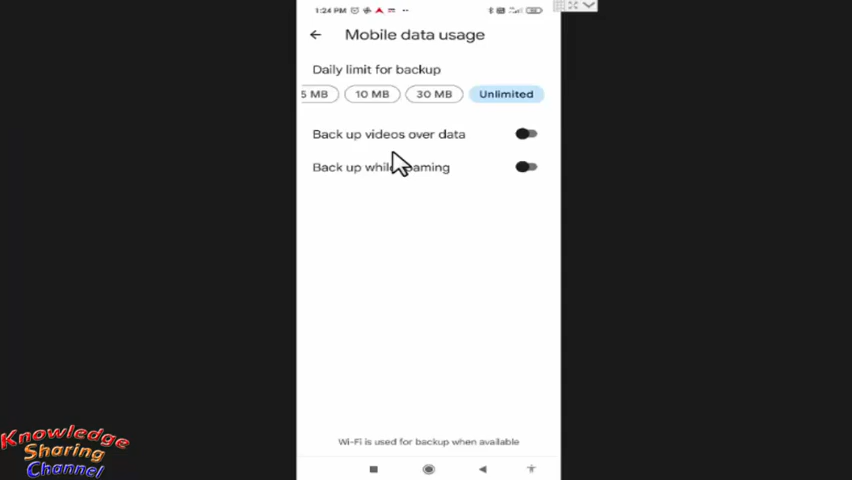 1:24 PM
Mobile data usage
Daily limit for backup
5 MB 10 MB 30 MB Unlimited
Back up videos over data
Back up while roaming
Wi-Fi is used for backup when available
Knowledge
Sharing
Channel